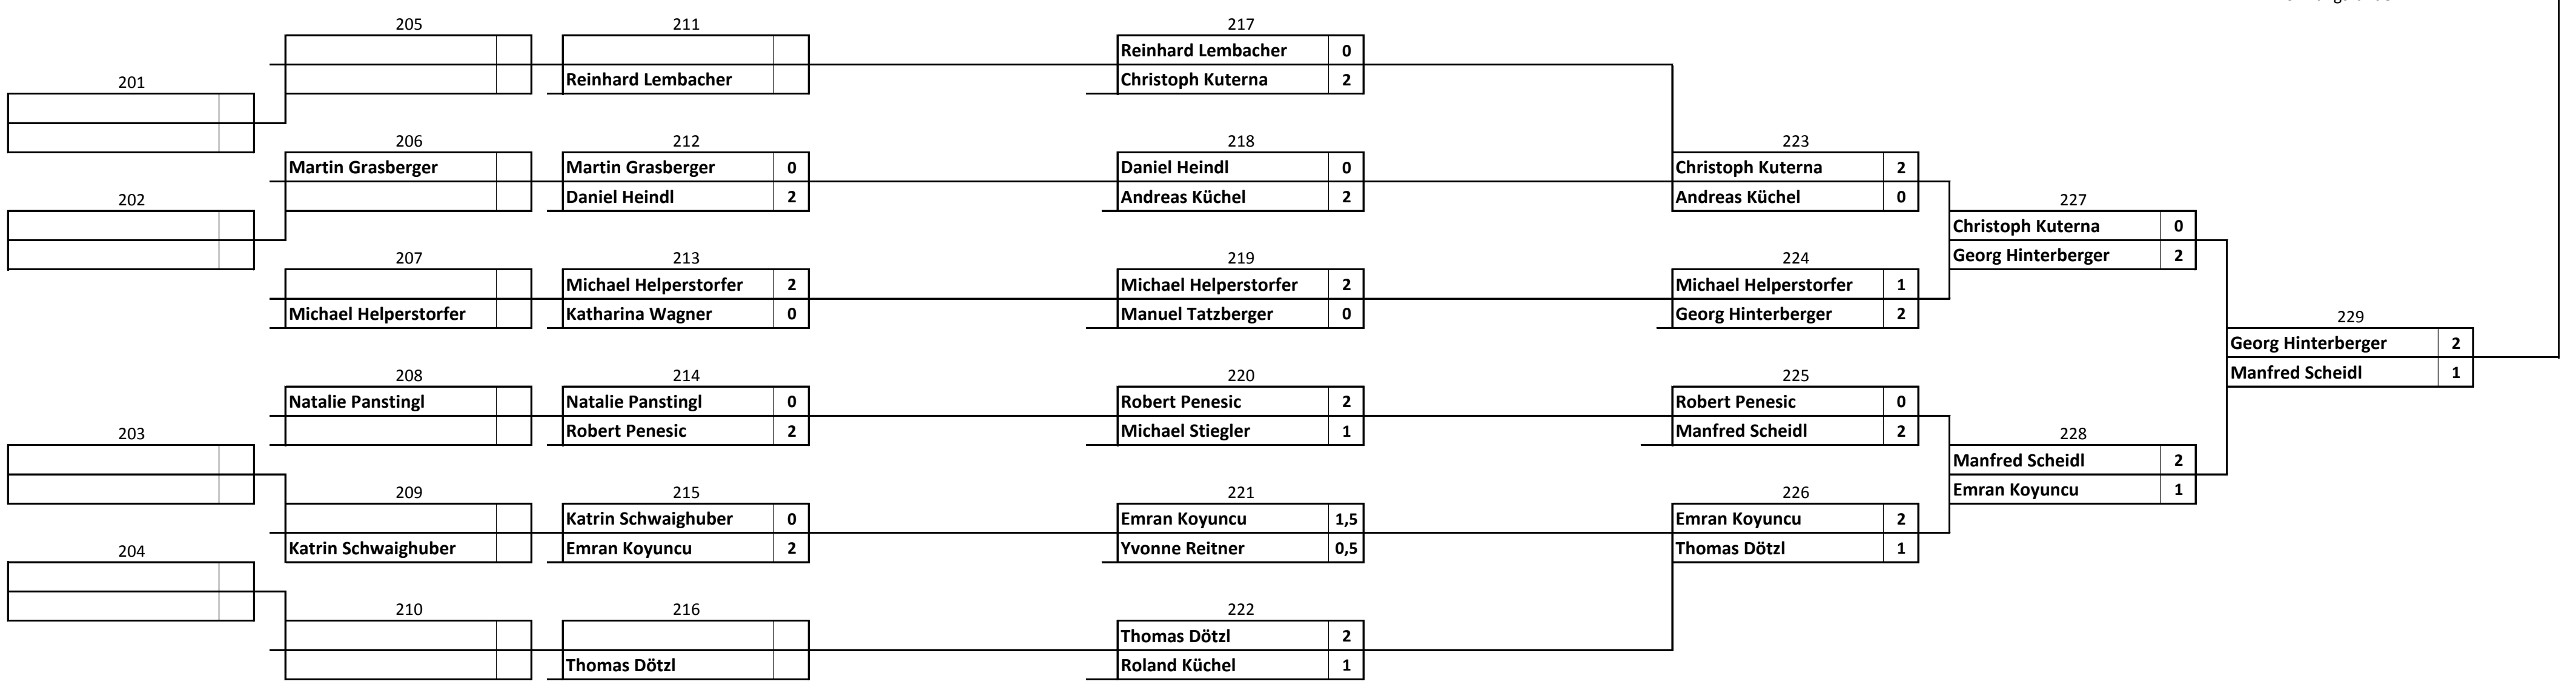 205
211
217
Reinhard Lembacher 0
Reinhard Lembacher
Christoph Kuterna 2
201
206
212
218
223
Martin Grasberger
Martin Grasberger 0
Daniel Heindl 0
Christoph Kuterna 2
Daniel Heindl 2
Andreas Küchel 2
Andreas Küchel 0
202
227
Christoph Kuterna 0
Georg Hinterberger 2
207
213
219
224
Michael Helperstorfer 2
Michael Helperstorfer 2
Michael Helperstorfer 1
Michael Helperstorfer
Katharina Wagner 0
Manuel Tatzberger 0
Georg Hinterberger 2
229
Georg Hinterberger 2
Manfred Scheidl 1
208
214
220
225
Natalie Panstingl
Natalie Panstingl 0
Robert Penesic 2
Robert Penesic 0
Robert Penesic 2
Michael Stiegler 1
Manfred Scheidl 2
203
228
Manfred Scheidl 2
Emran Koyuncu 1
209
215
221
226
Katrin Schwaighuber 0
Emran Koyuncu 1,5
Emran Koyuncu 2
Katrin Schwaighuber
Emran Koyuncu 2
Yvonne Reitner 0,5
Thomas Dötzl 1
204
210
216
222
Thomas Dötzl 2
Thomas Dötzl
Roland Küchel 1